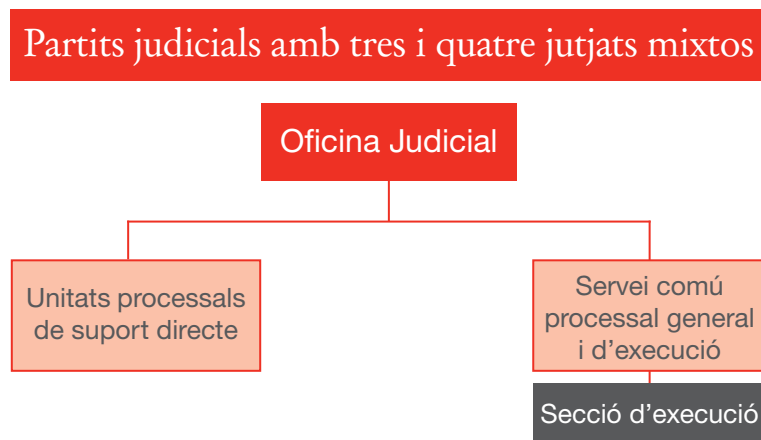 Partits judicials amb tres i quatre jutjats mixtos
Oficina Judicial
Unitats processals
de suport directe
Servei comú
processal general
i d’execució
Secció d’execució